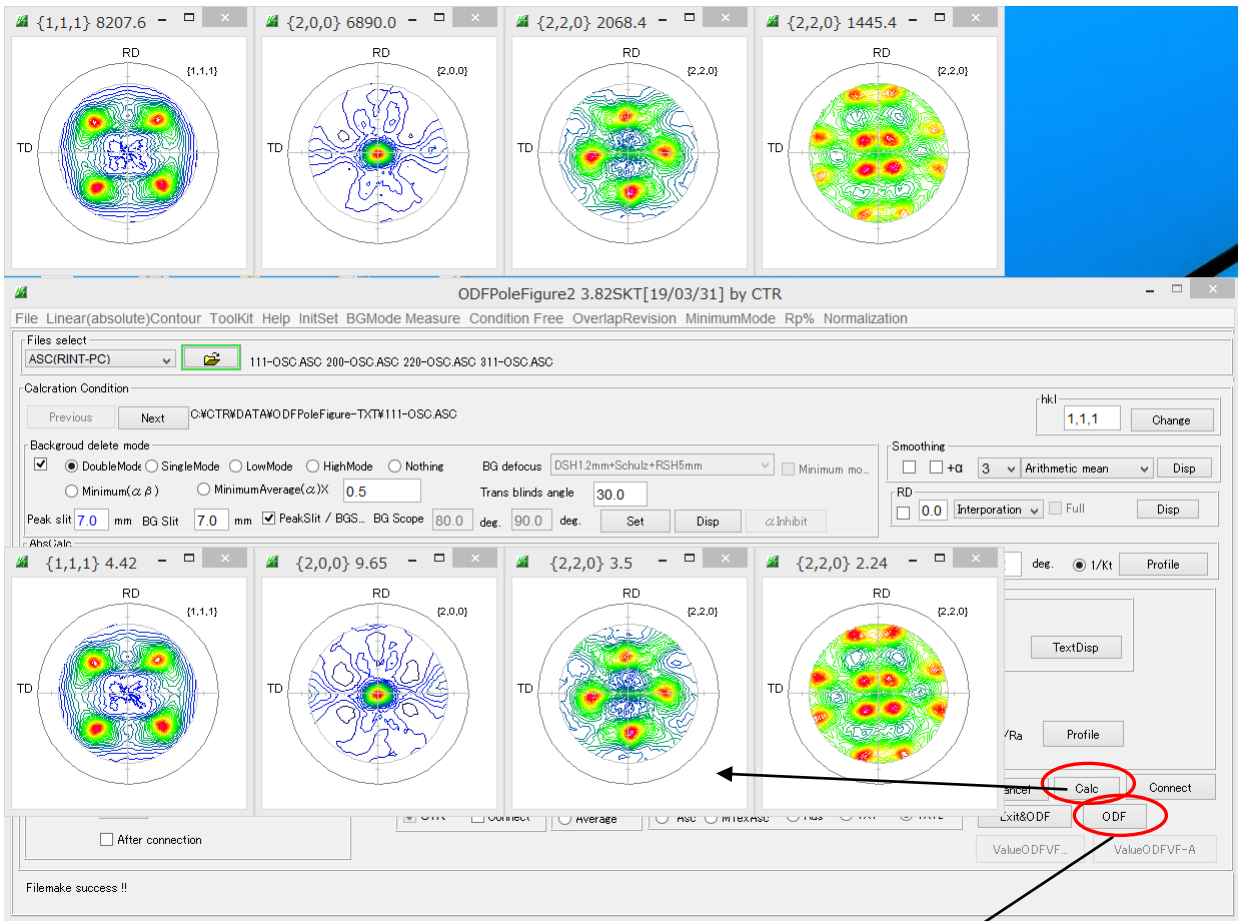 {1,1,1} 8207.6
{2,0,0} 6890.0
{2,2,0} 2068.4
{2,2,0} 1445.4
RD
{1,1,1}
TD
RD
{2,0,0}
TD
RD
{2,2,0}
TD
RD
{2,2,0}
TD
ODFPoleFigure2 3.82SKT[19/03/31] by CTR
File Linear(absolute)Contour ToolKit Help InitSet BGMode Measure Condition Free OverlapRevision MinimumMode Rp% Normalization
Files select
ASC(RINT-PC)
111-OSC.ASC 200-OSC.ASC 220-OSC.ASC 311-OSC.ASC
Calcration Condition
Previous Next C:¥CTR¥DATA¥ODFPoleFigure-TXT¥111-OSC.ASC
hkl
1,1,1 Change
Backgroud delete mode
DoubleMode SingleMode LowMode HighMode Nothing BG defocus DSH1.2mm+Schulz+RSH5mm Minimum mo...
Minimum(α β) MinimumAverage(α)X 0.5 Trans blinds angle 30.0
Peak slit 7.0 mm BG Slit 7.0 mm PeakSlit / BGS... BG Scope 80.0 deg. 90.0 deg. Set Disp αInhibit
Smoothing
+α 3 Arithmetic mean Disp
RD
0.0 Interporation Full Disp
AbsCalc
deg. 1/Kt Profile
{1,1,1} 4.42
{2,0,0} 9.65
{2,2,0} 3.5
{2,2,0} 2.24
RD
{1,1,1}
TD
RD
{2,0,0}
TD
RD
{2,2,0}
TD
RD
{2,2,0}
TD
TextDisp
/Ra Profile
Calc Connect
Average
Exit&ODF ODF
After connection
ValueODFVF... ValueODFVF-A
Filemake success !!